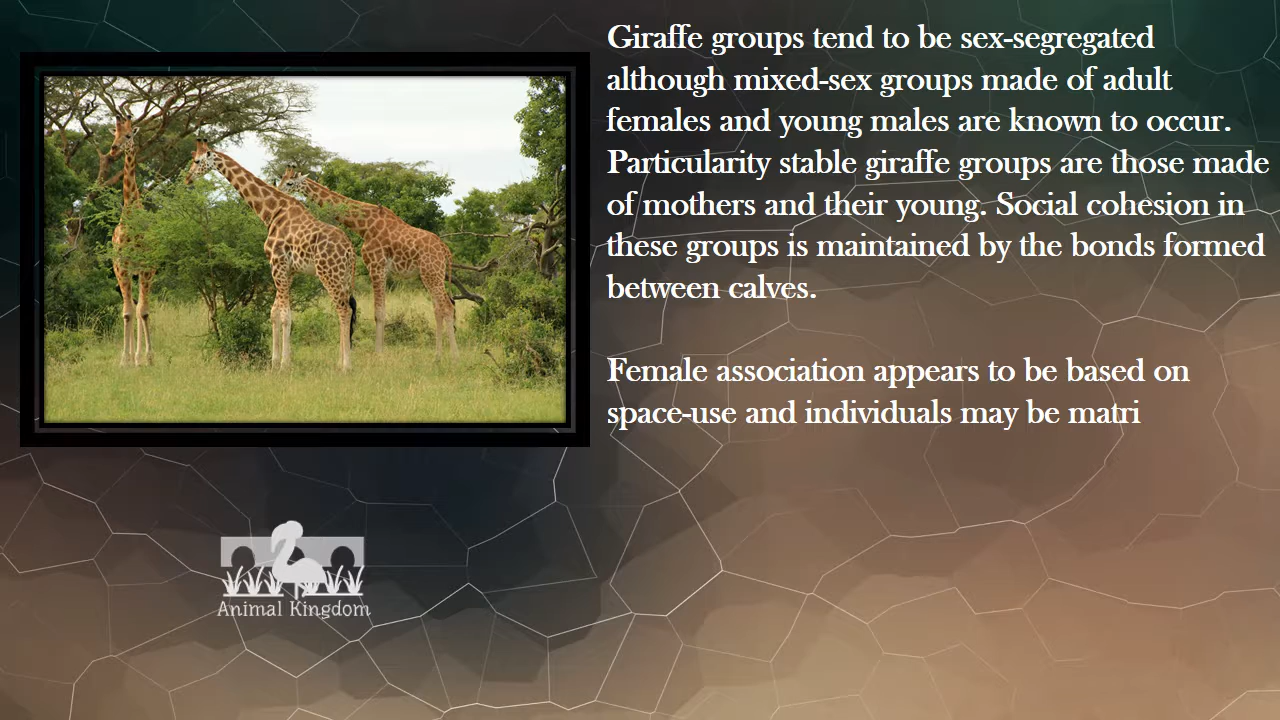 Giraffe groups tend to be sex-segregated
although mixed-sex groups made of adult
females and young males are known to occur.
Particularity stable giraffe groups are those made
of mothers and their young. Social cohesion in
these groups is maintained by the bonds formed
between calves.
Female association appears to be based on
space-use and individuals may be matri
Animal Kingdom